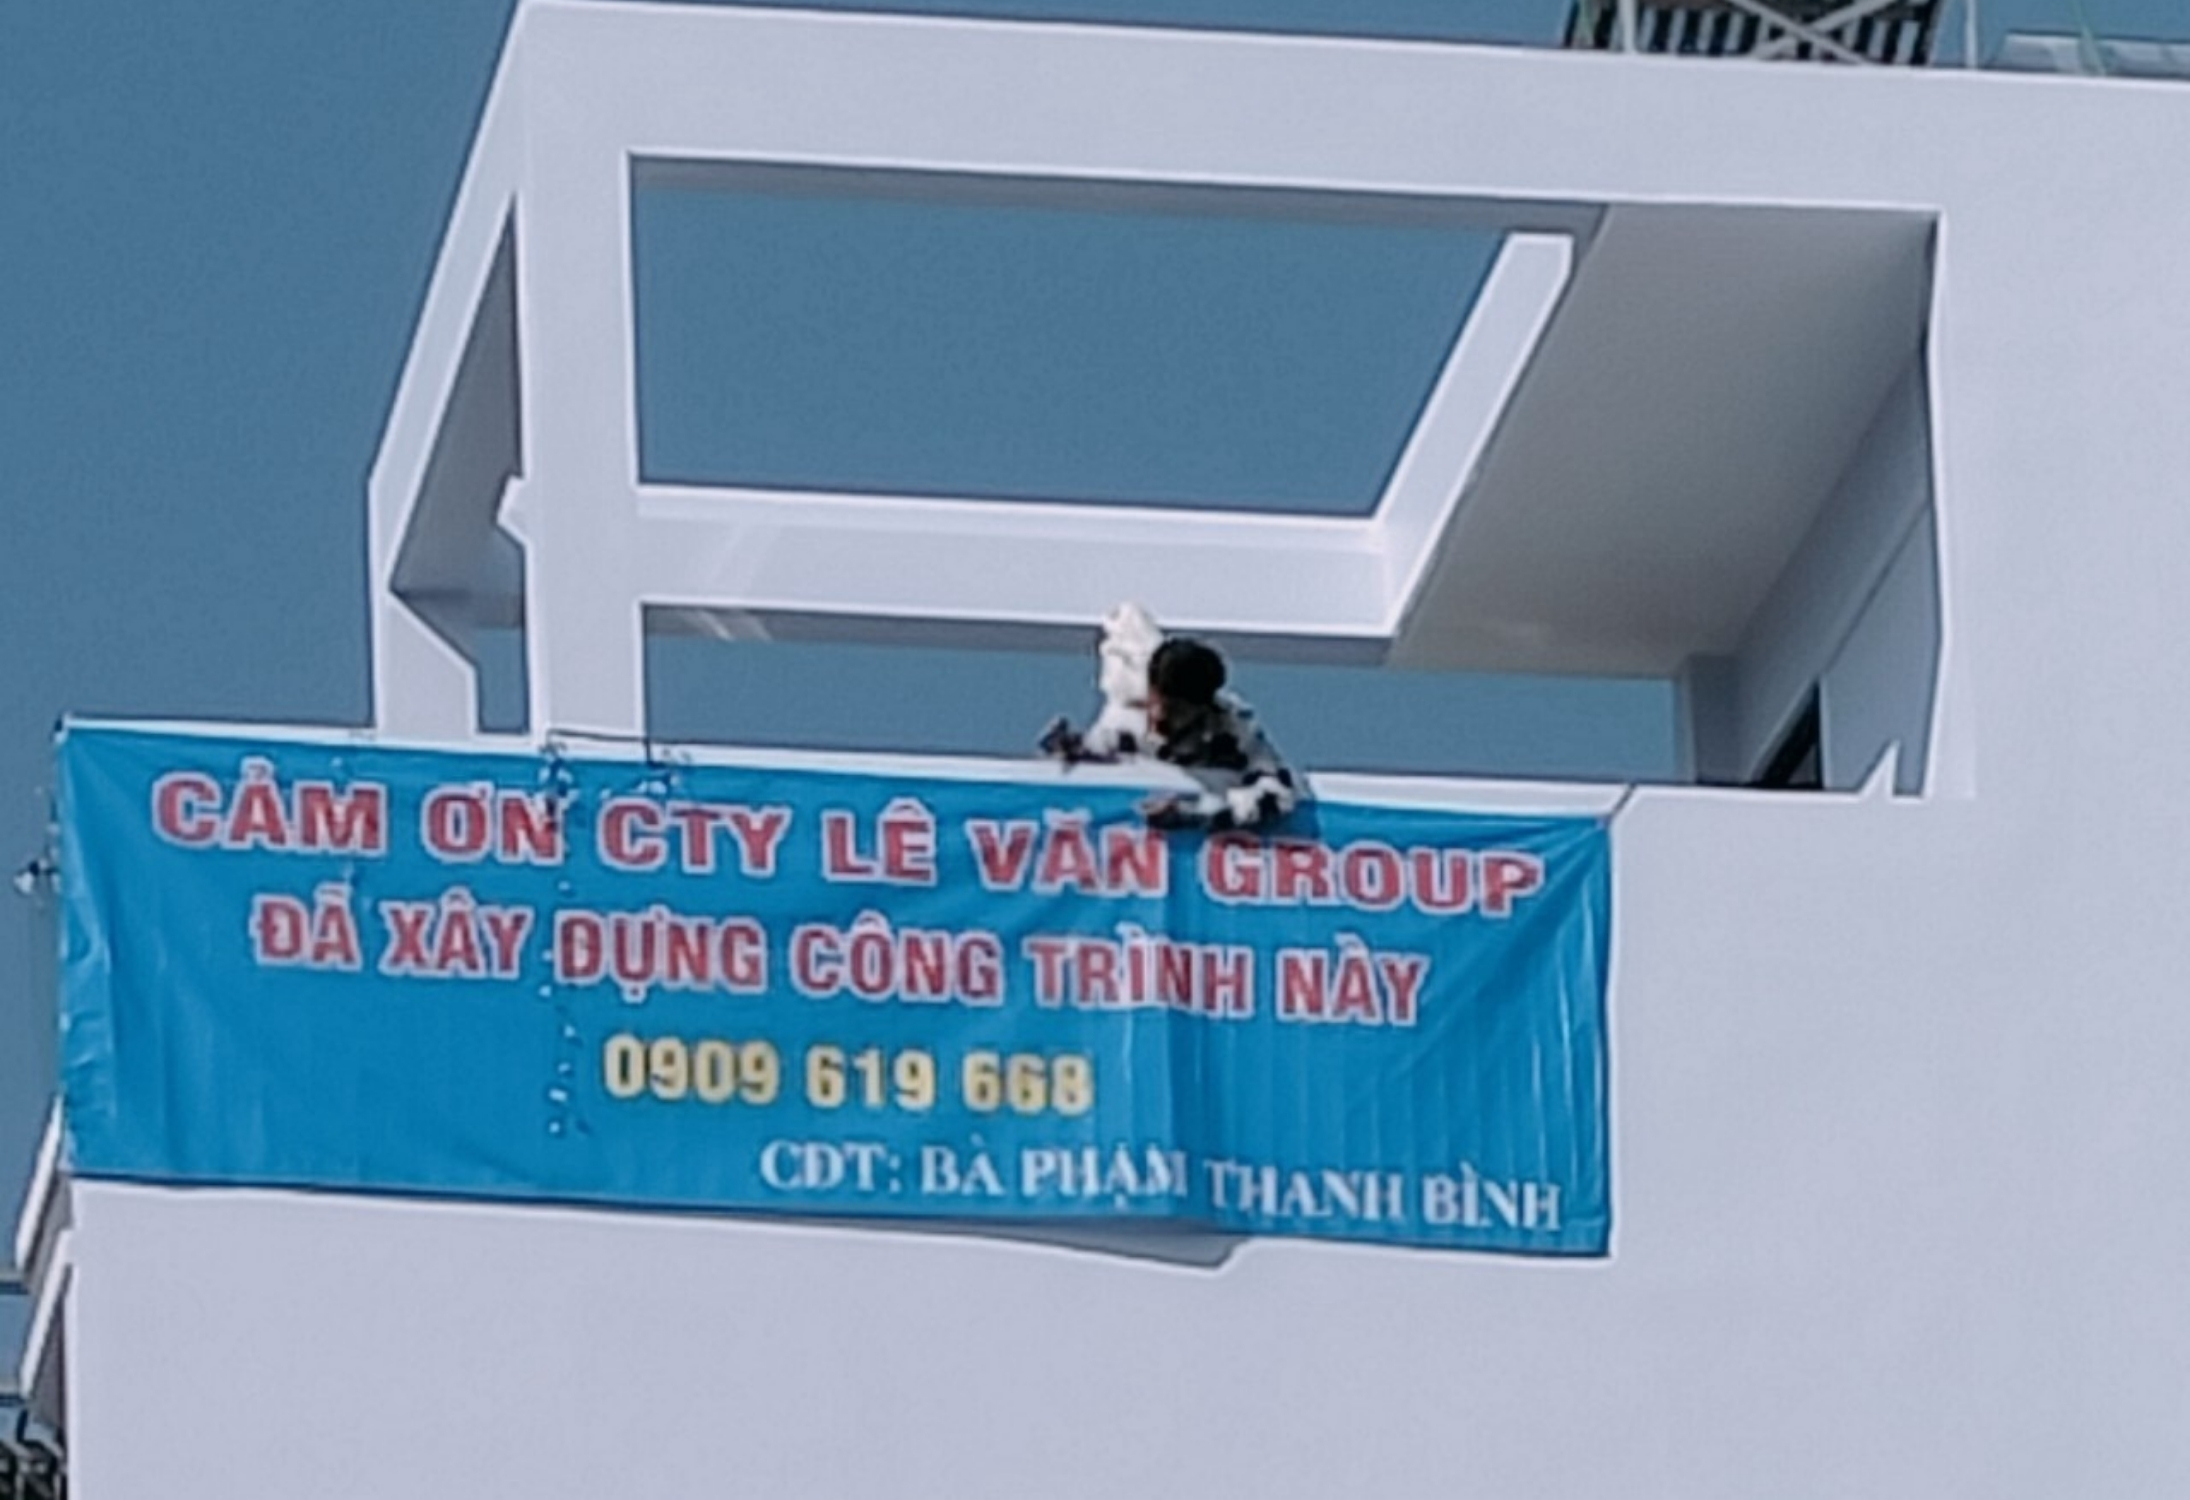 CẢM ƠN CTY LÊ VĂN GROUP
ĐÃ XÂY DỰNG CÔNG TRÌNH NÀY
0909 619 668
CĐT: BÀ PHẠM THANH BÌNH